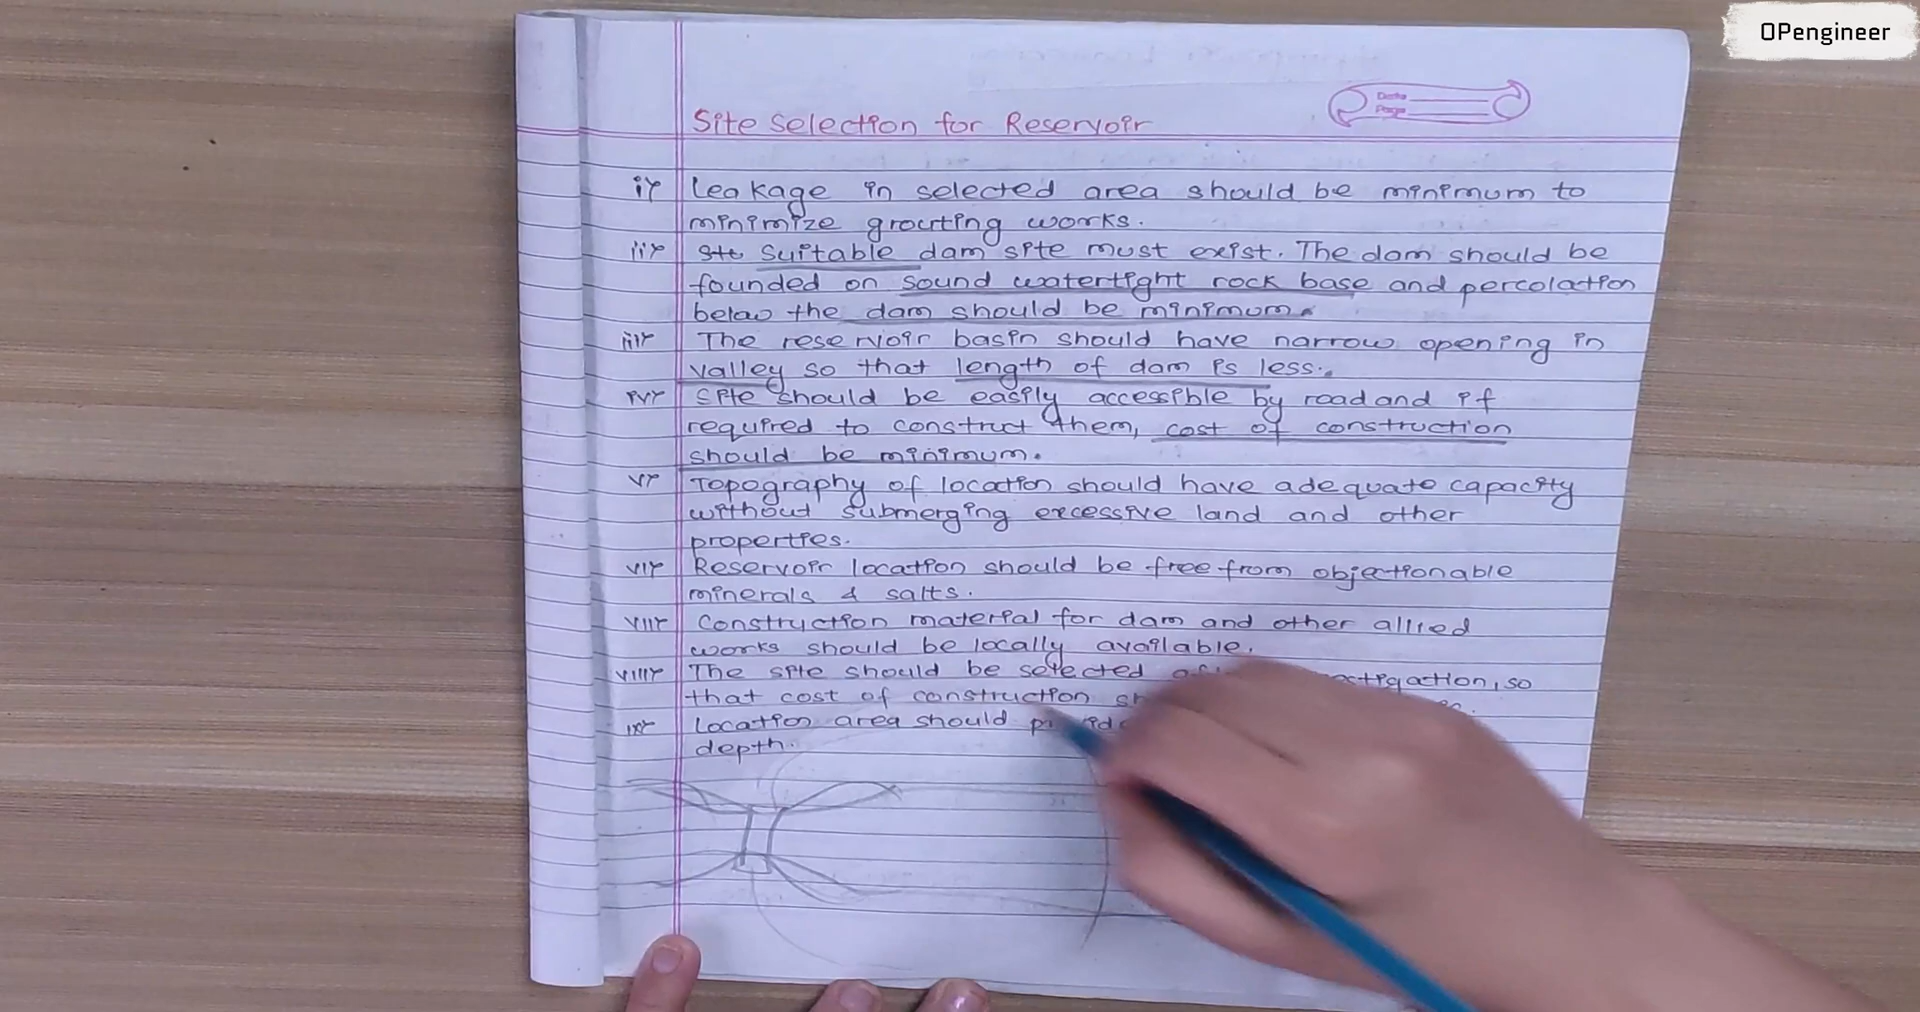 OPengineer
Date
Page
Site selection for Reservoir
i) Leakage in selected area should be minimum to
minimize grouting works.
ii) suitable dam site must exist. The dam should be
founded on sound watertight rock base and percolation
below the dam should be minimum.
iii) The reservoir basin should have narrow opening in
valley so that length of dam is less.
iv) Site should be easily accessible by road and if
required to construct them, cost of construction
should be minimum.
v) Topography of location should have adequate capacity
without submerging excessive land and other
properties.
vi) Reservoir location should be free from objectionable
minerals & salts.
vii) Construction material for dam and other allied
works should be locally available.
viii) The site should be selected so
that cost of construction
ix) Location area should
depth.